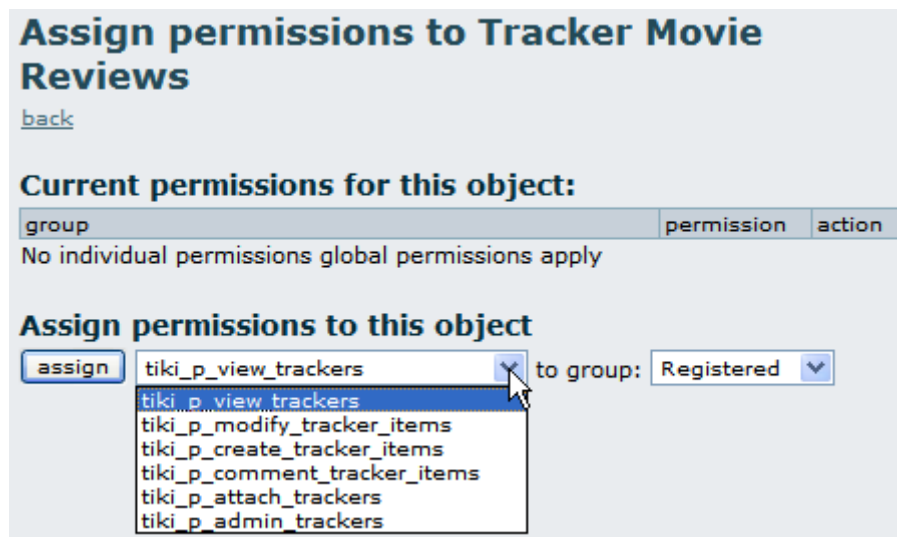 Assign permissions to Tracker Movie
Reviews
back
Current permissions for this object:
group permission action
No individual permissions global permissions apply
Assign permissions to this object
assign tiki_p_view_trackers to group: Registered
tiki_p_view_trackers
tiki_p_modify_tracker_items
tiki_p_create_tracker_items
tiki_p_comment_tracker_items
tiki_p_attach_trackers
tiki_p_admin_trackers